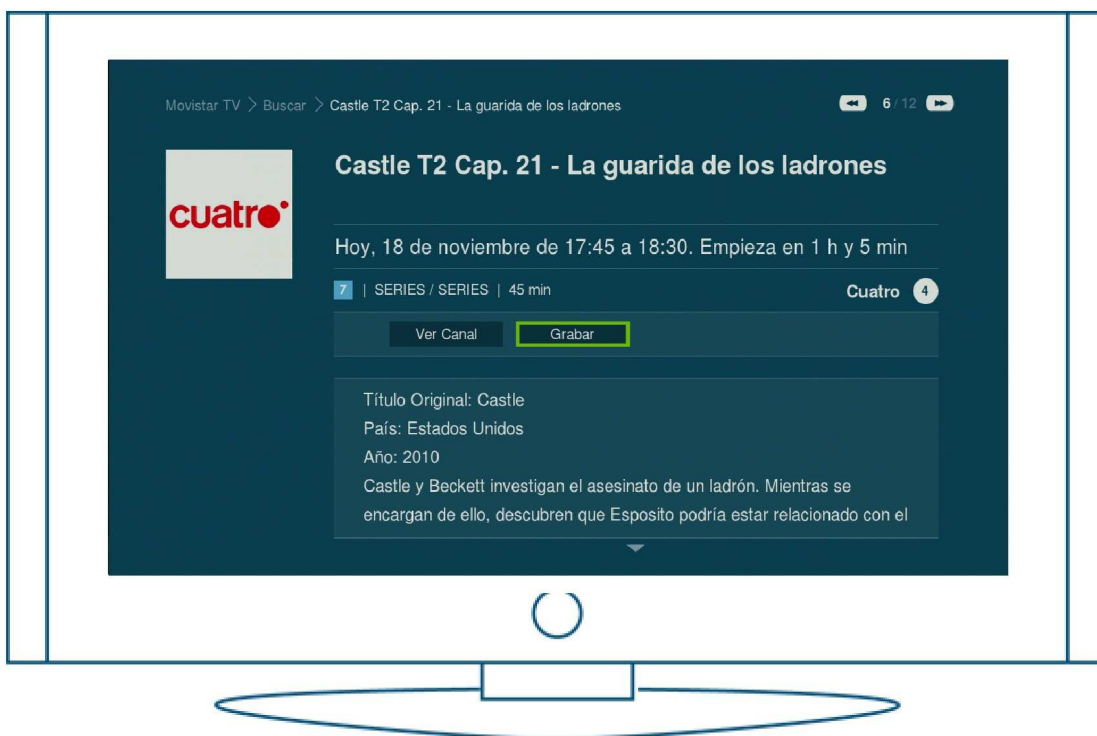 Movistar TV > Buscar > Castle T2 Cap. 21 - La guarida de los ladrones
6 / 12
cuatro
Castle T2 Cap. 21 - La guarida de los ladrones
Hoy, 18 de noviembre de 17:45 a 18:30. Empieza en 1 h y 5 min
7 | SERIES / SERIES | 45 min
Cuatro 4
Ver Canal
Grabar
Título Original: Castle
País: Estados Unidos
Año: 2010
Castle y Beckett investigan el asesinato de un ladrón. Mientras se
encargan de ello, descubren que Esposito podría estar relacionado con el